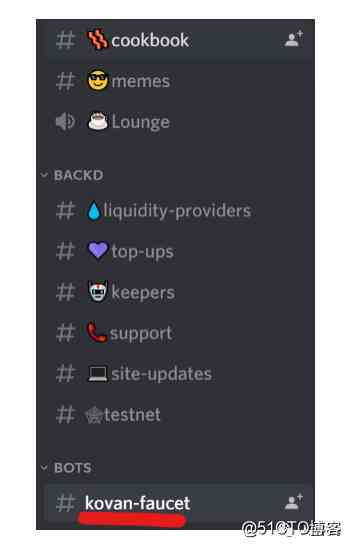 cookbook
memes
Lounge
BACKD
liquidity-providers
top-ups
keepers
support
site-updates
testnet
BOTS
kovan-faucet
@51CTO博客